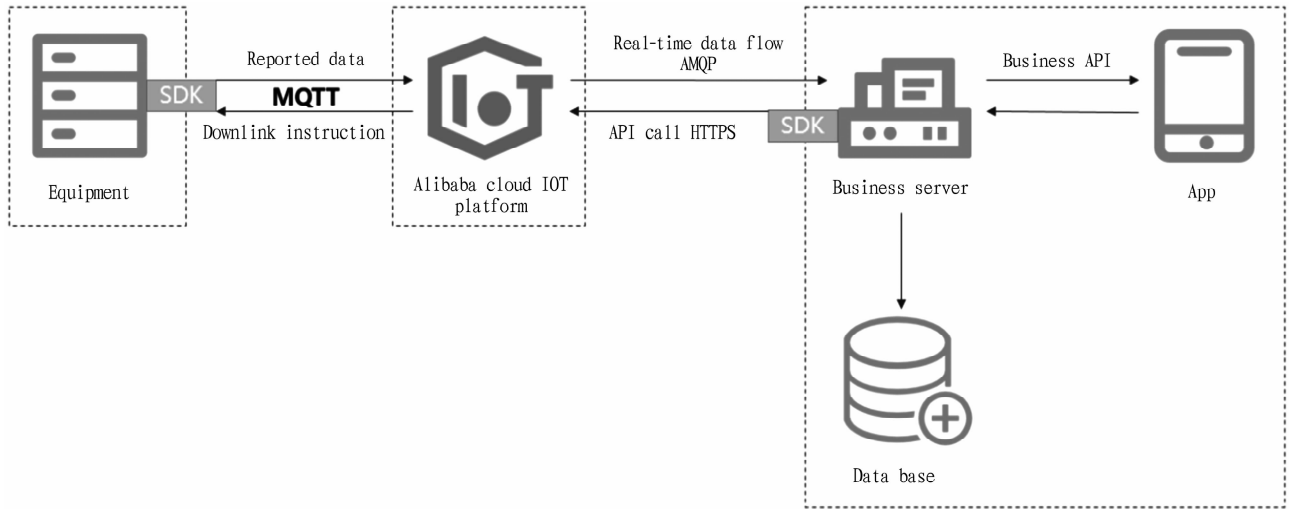 Reported data
SDK
MQTT
Downlink instruction
Equipment
IoT
Alibaba cloud IOT
platform
Real-time data flow
AMQP
API call HTTPS
SDK
Business server
Business API
App
Data base